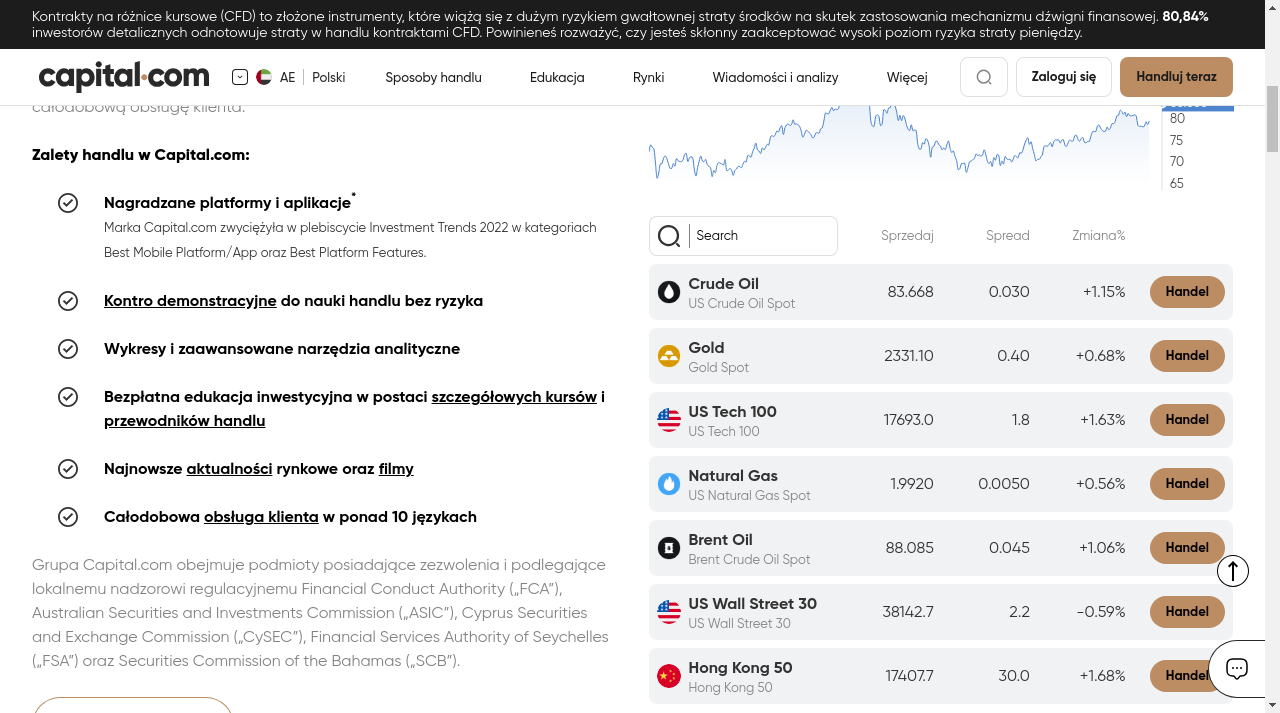 Kontrakty na różnice kursowe (CFD) to złożone instrumenty, które wiążą się z dużym ryzykiem gwałtownej straty środków na skutek zastosowania mechanizmu dźwigni finansowej. 80,84%
inwestorów detalicznych odnotowuje straty w handlu kontraktami CFD. Powinieneś rozważyć, czy jesteś skłonny zaakceptować wysoki poziom ryzyka straty pieniędzy.
capital.com
AE
Polski
Sposoby handlu
Edukacja
Rynki
Wiadomości i analizy
Więcej
Zaloguj się
Handluj teraz
całodobową obsługę klienta.
Zalety handlu w Capital.com:
Nagradzane platformy i aplikacje*
Marka Capital.com zwyciężyła w plebiscycie Investment Trends 2022 w kategoriach
Best Mobile Platform/App oraz Best Platform Features.
Kontro demonstracyjne do nauki handlu bez ryzyka
Wykresy i zaawansowane narzędzia analityczne
Bezpłatna edukacja inwestycyjna w postaci szczegółowych kursów i
przewodników handlu
Najnowsze aktualności rynkowe oraz filmy
Całodobowa obsługa klienta w ponad 10 językach
Grupa Capital.com obejmuje podmioty posiadające zezwolenia i podlegające
lokalnemu nadzorowi regulacyjnemu Financial Conduct Authority („FCA”),
Australian Securities and Investments Commission („ASIC”), Cyprus Securities
and Exchange Commission („CySEC”), Financial Services Authority of Seychelles
(„FSA”) oraz Securities Commission of the Bahamas („SCB”).
80
75
70
65
Search
Sprzedaj Spread Zmiana%
Crude Oil
US Crude Oil Spot
83.668 0.030 +1.15% Handel
Gold
Gold Spot
2331.10 0.40 +0.68% Handel
US Tech 100
US Tech 100
17693.0 1.8 +1.63% Handel
Natural Gas
US Natural Gas Spot
1.9920 0.0050 +0.56% Handel
Brent Oil
Brent Crude Oil Spot
88.085 0.045 +1.06% Handel
US Wall Street 30
US Wall Street 30
38142.7 2.2 -0.59% Handel
Hong Kong 50
Hong Kong 50
17407.7 30.0 +1.68% Handel